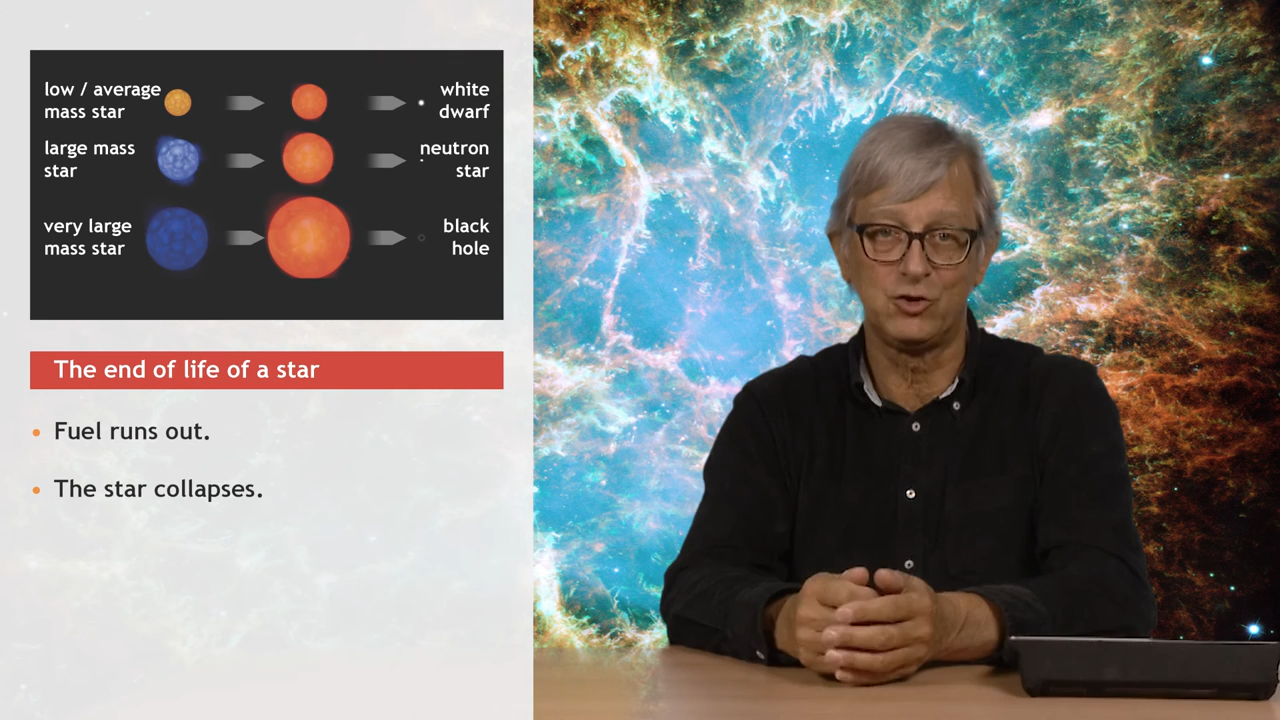 low / average
mass star
white
dwarf
large mass
star
neutron
star
very large
mass star
black
hole
The end of life of a star
• Fuel runs out.
• The star collapses.